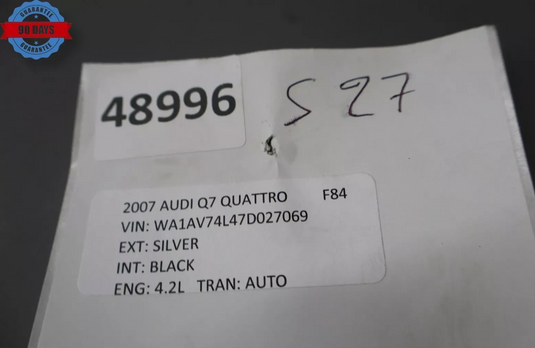 GUARANTEE
90 DAYS
GUARANTEE
48996
S 27
2007 AUDI Q7 QUATTRO F84
VIN: WA1AV74L47D027069
EXT: SILVER
INT: BLACK
ENG: 4.2L TRAN: AUTO